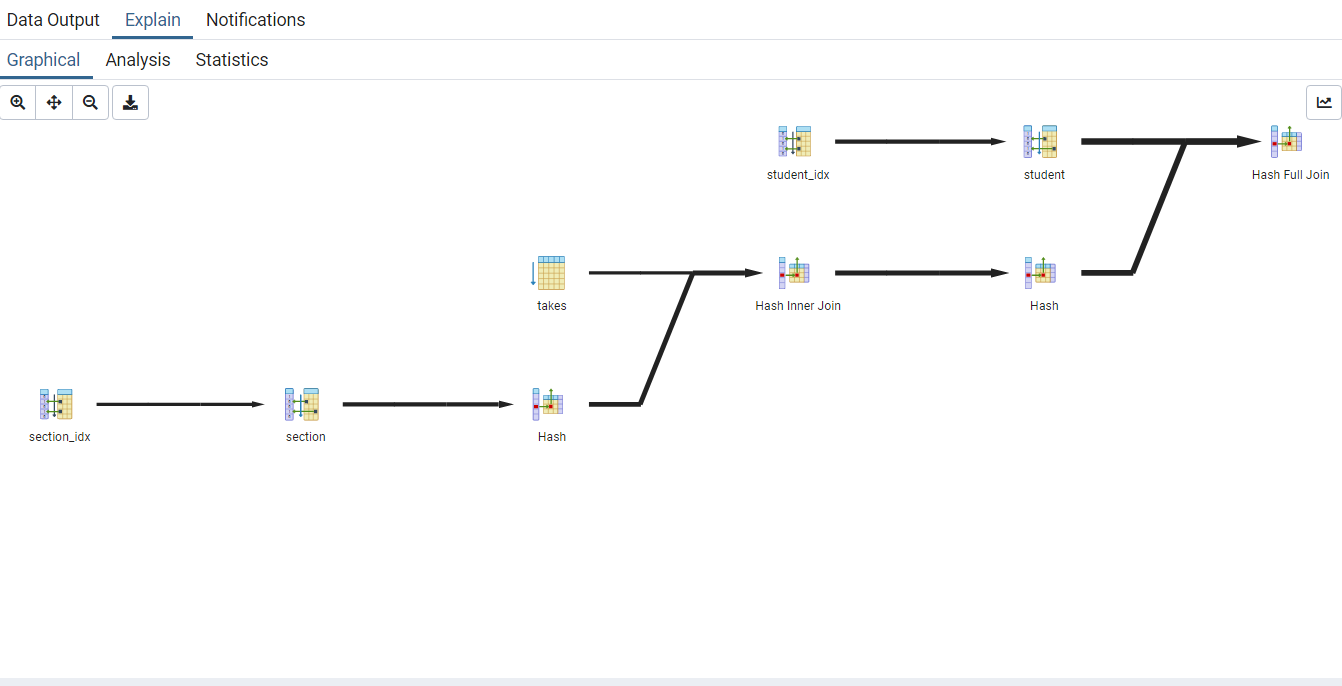 Data Output Explain Notifications
Graphical Analysis Statistics
student_idx student Hash Full Join
takes Hash Inner Join Hash
section_idx section Hash